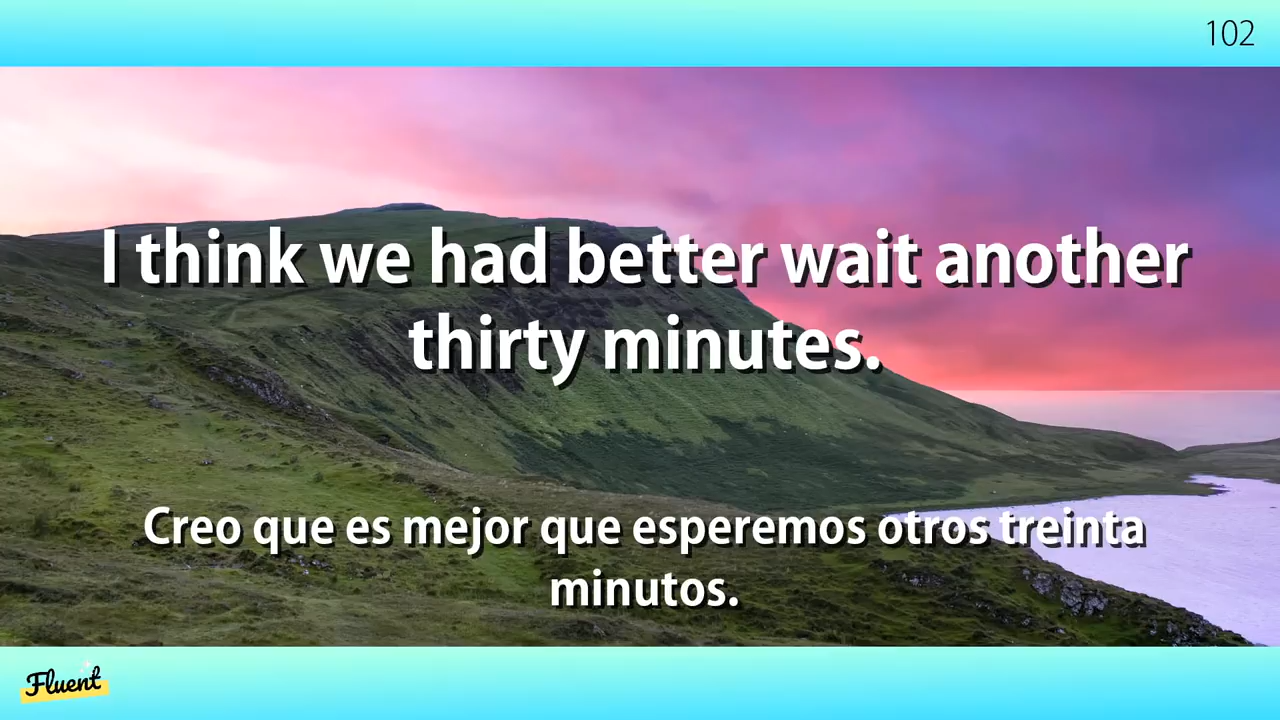 102
I think we had better wait another
thirty minutes.
Creo que es mejor que esperemos otros treinta
minutos.
Fluent